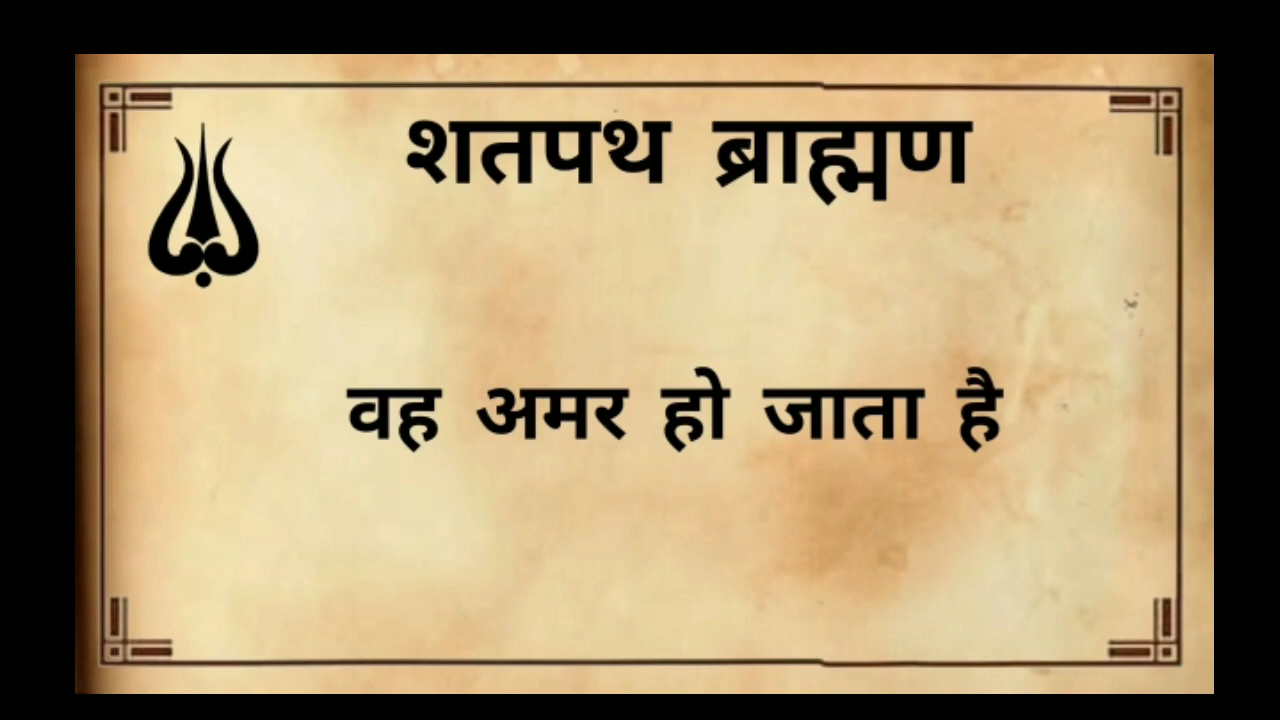 शतपथ ब्राह्मण
वह अमर हो जाता है